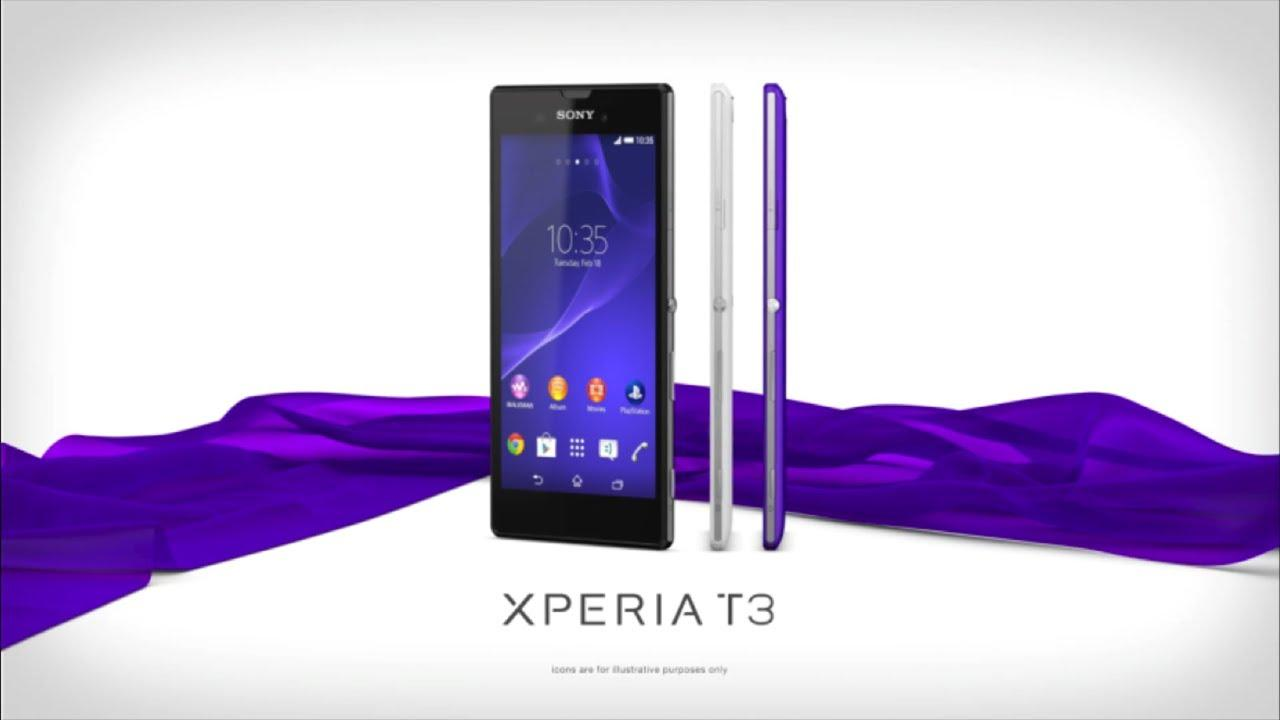 SONY
10:35
10:35
Tuesday, Feb 18
WALKMAN Album Movies PlayStation
XPERIA T3
icons are for illustrative purposes only